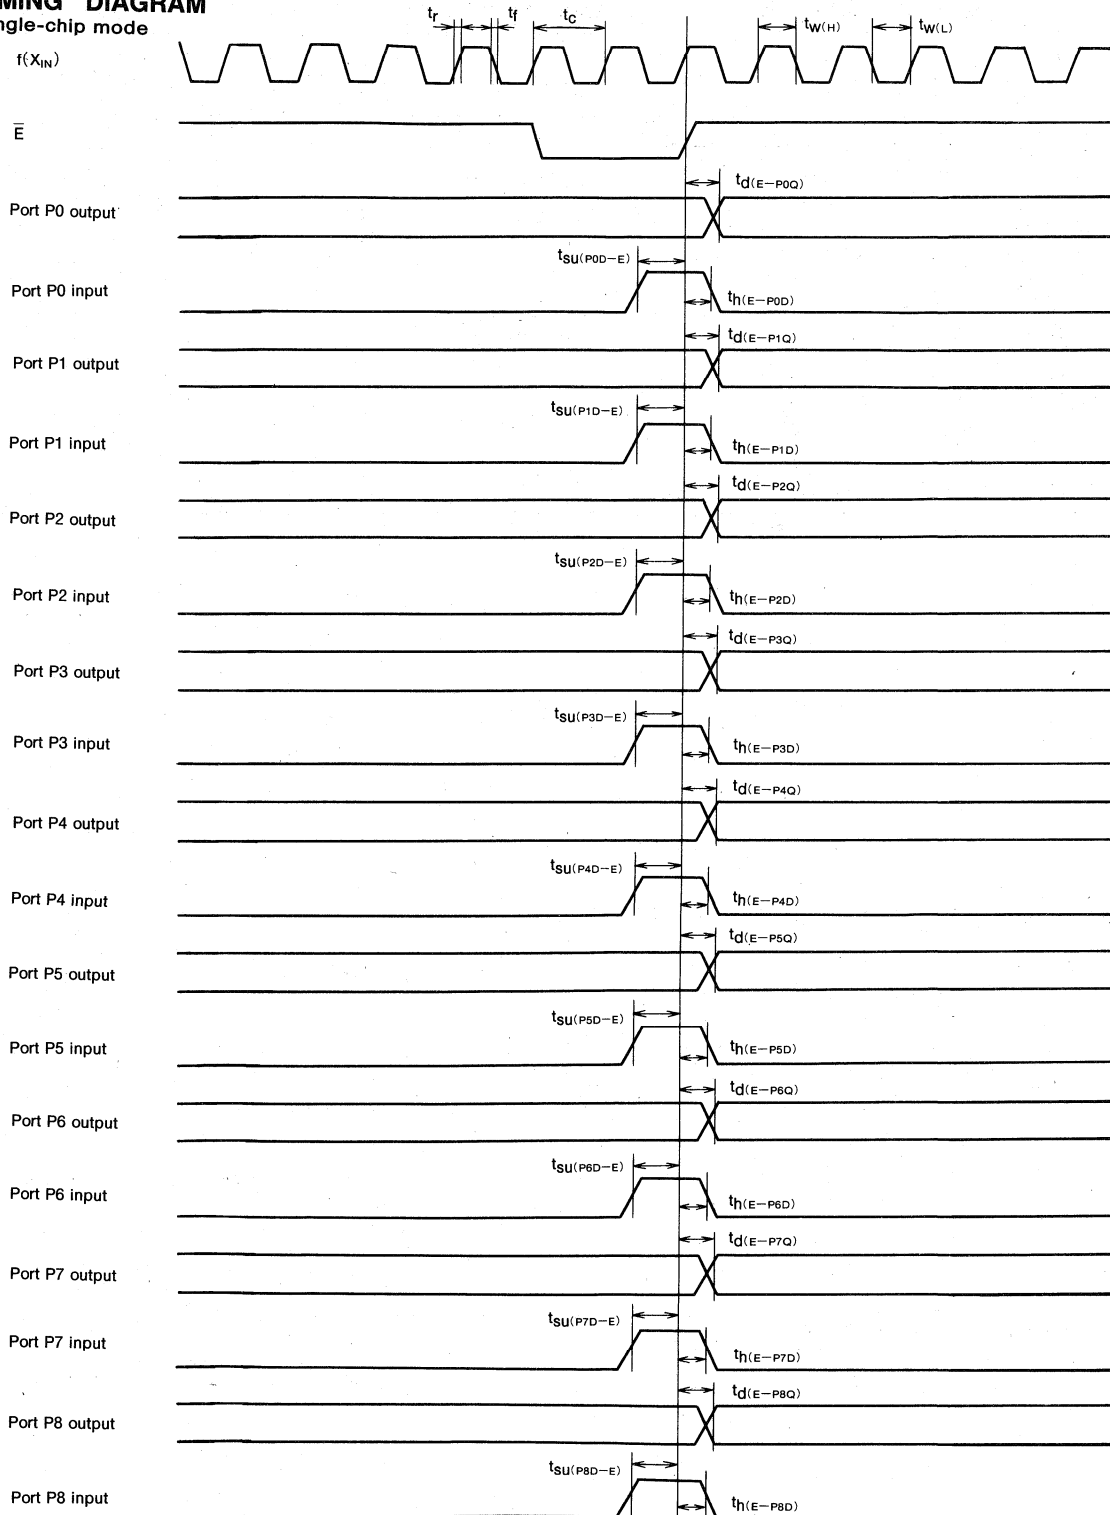 MING DIAGRAM
ngle-chip mode
tr tf tc tW(H) tW(L)
f(XIN)
E
td(E−P0Q)
Port P0 output
tsu(P0D−E)
Port P0 input
th(E−P0D)
td(E−P1Q)
Port P1 output
tsu(P1D−E)
Port P1 input
th(E−P1D)
td(E−P2Q)
Port P2 output
tsu(P2D−E)
Port P2 input
th(E−P2D)
td(E−P3Q)
Port P3 output
tsu(P3D−E)
Port P3 input
th(E−P3D)
td(E−P4Q)
Port P4 output
tsu(P4D−E)
Port P4 input
th(E−P4D)
td(E−P5Q)
Port P5 output
tsu(P5D−E)
Port P5 input
th(E−P5D)
td(E−P6Q)
Port P6 output
tsu(P6D−E)
Port P6 input
th(E−P6D)
td(E−P7Q)
Port P7 output
tsu(P7D−E)
Port P7 input
th(E−P7D)
td(E−P8Q)
Port P8 output
tsu(P8D−E)
Port P8 input
th(E−P8D)